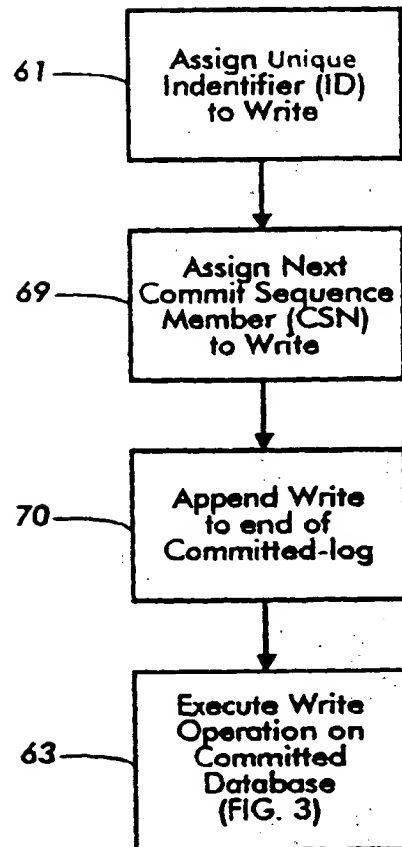 61
Assign Unique
Indentifier (ID)
to Write
69
Assign Next
Commit Sequence
Member (CSN)
to Write
70
Append Write
to end of
Committed-log
63
Execute Write
Operation on
Committed
Database
(FIG. 3)